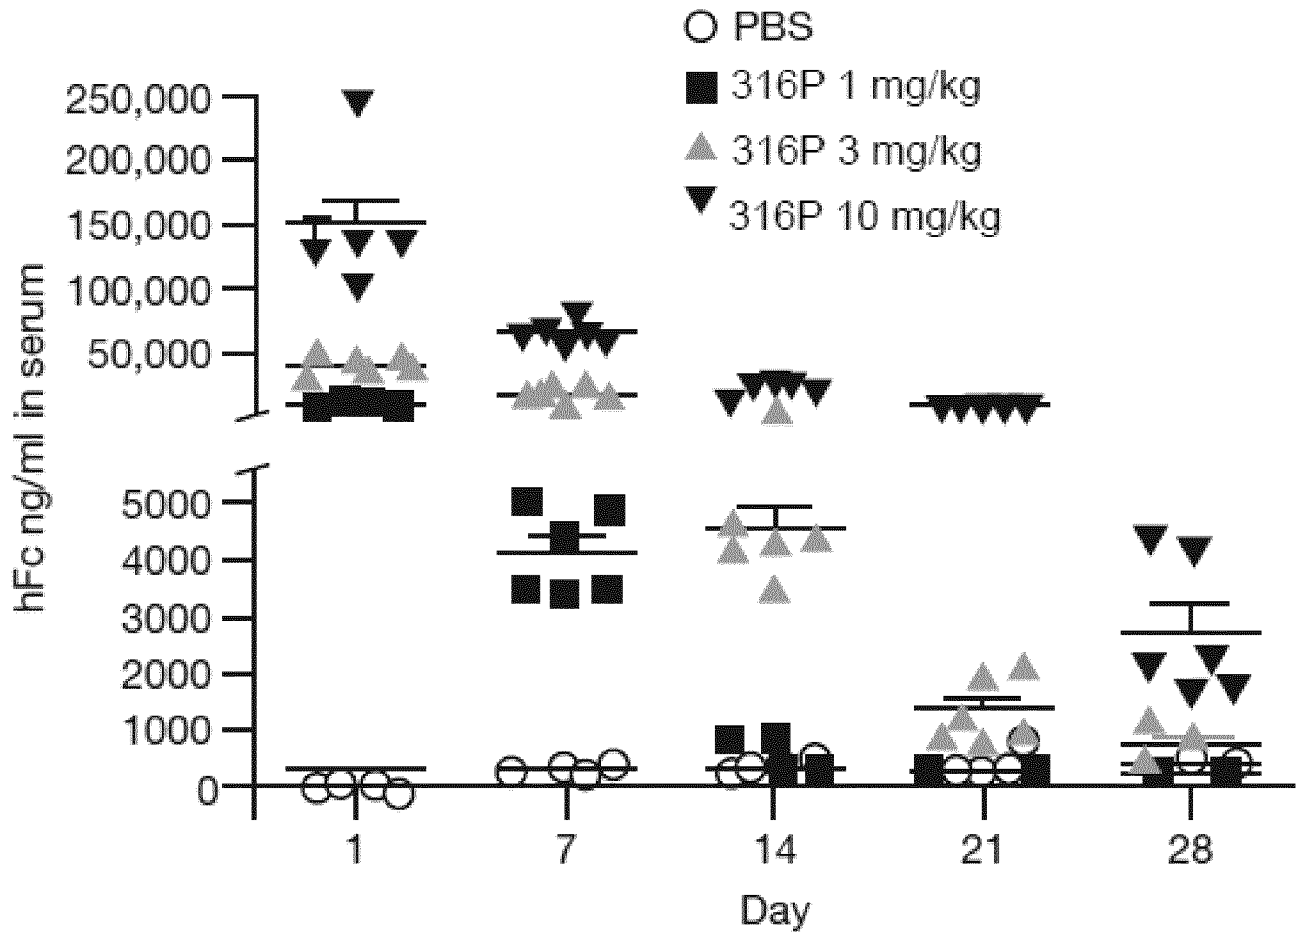 PBS
316P 1 mg/kg
316P 3 mg/kg
316P 10 mg/kg
250,000
200,000
150,000
100,000
50,000
5000
4000
3000
2000
1000
0
hFc ng/ml in serum
1 7 14 21 28
Day